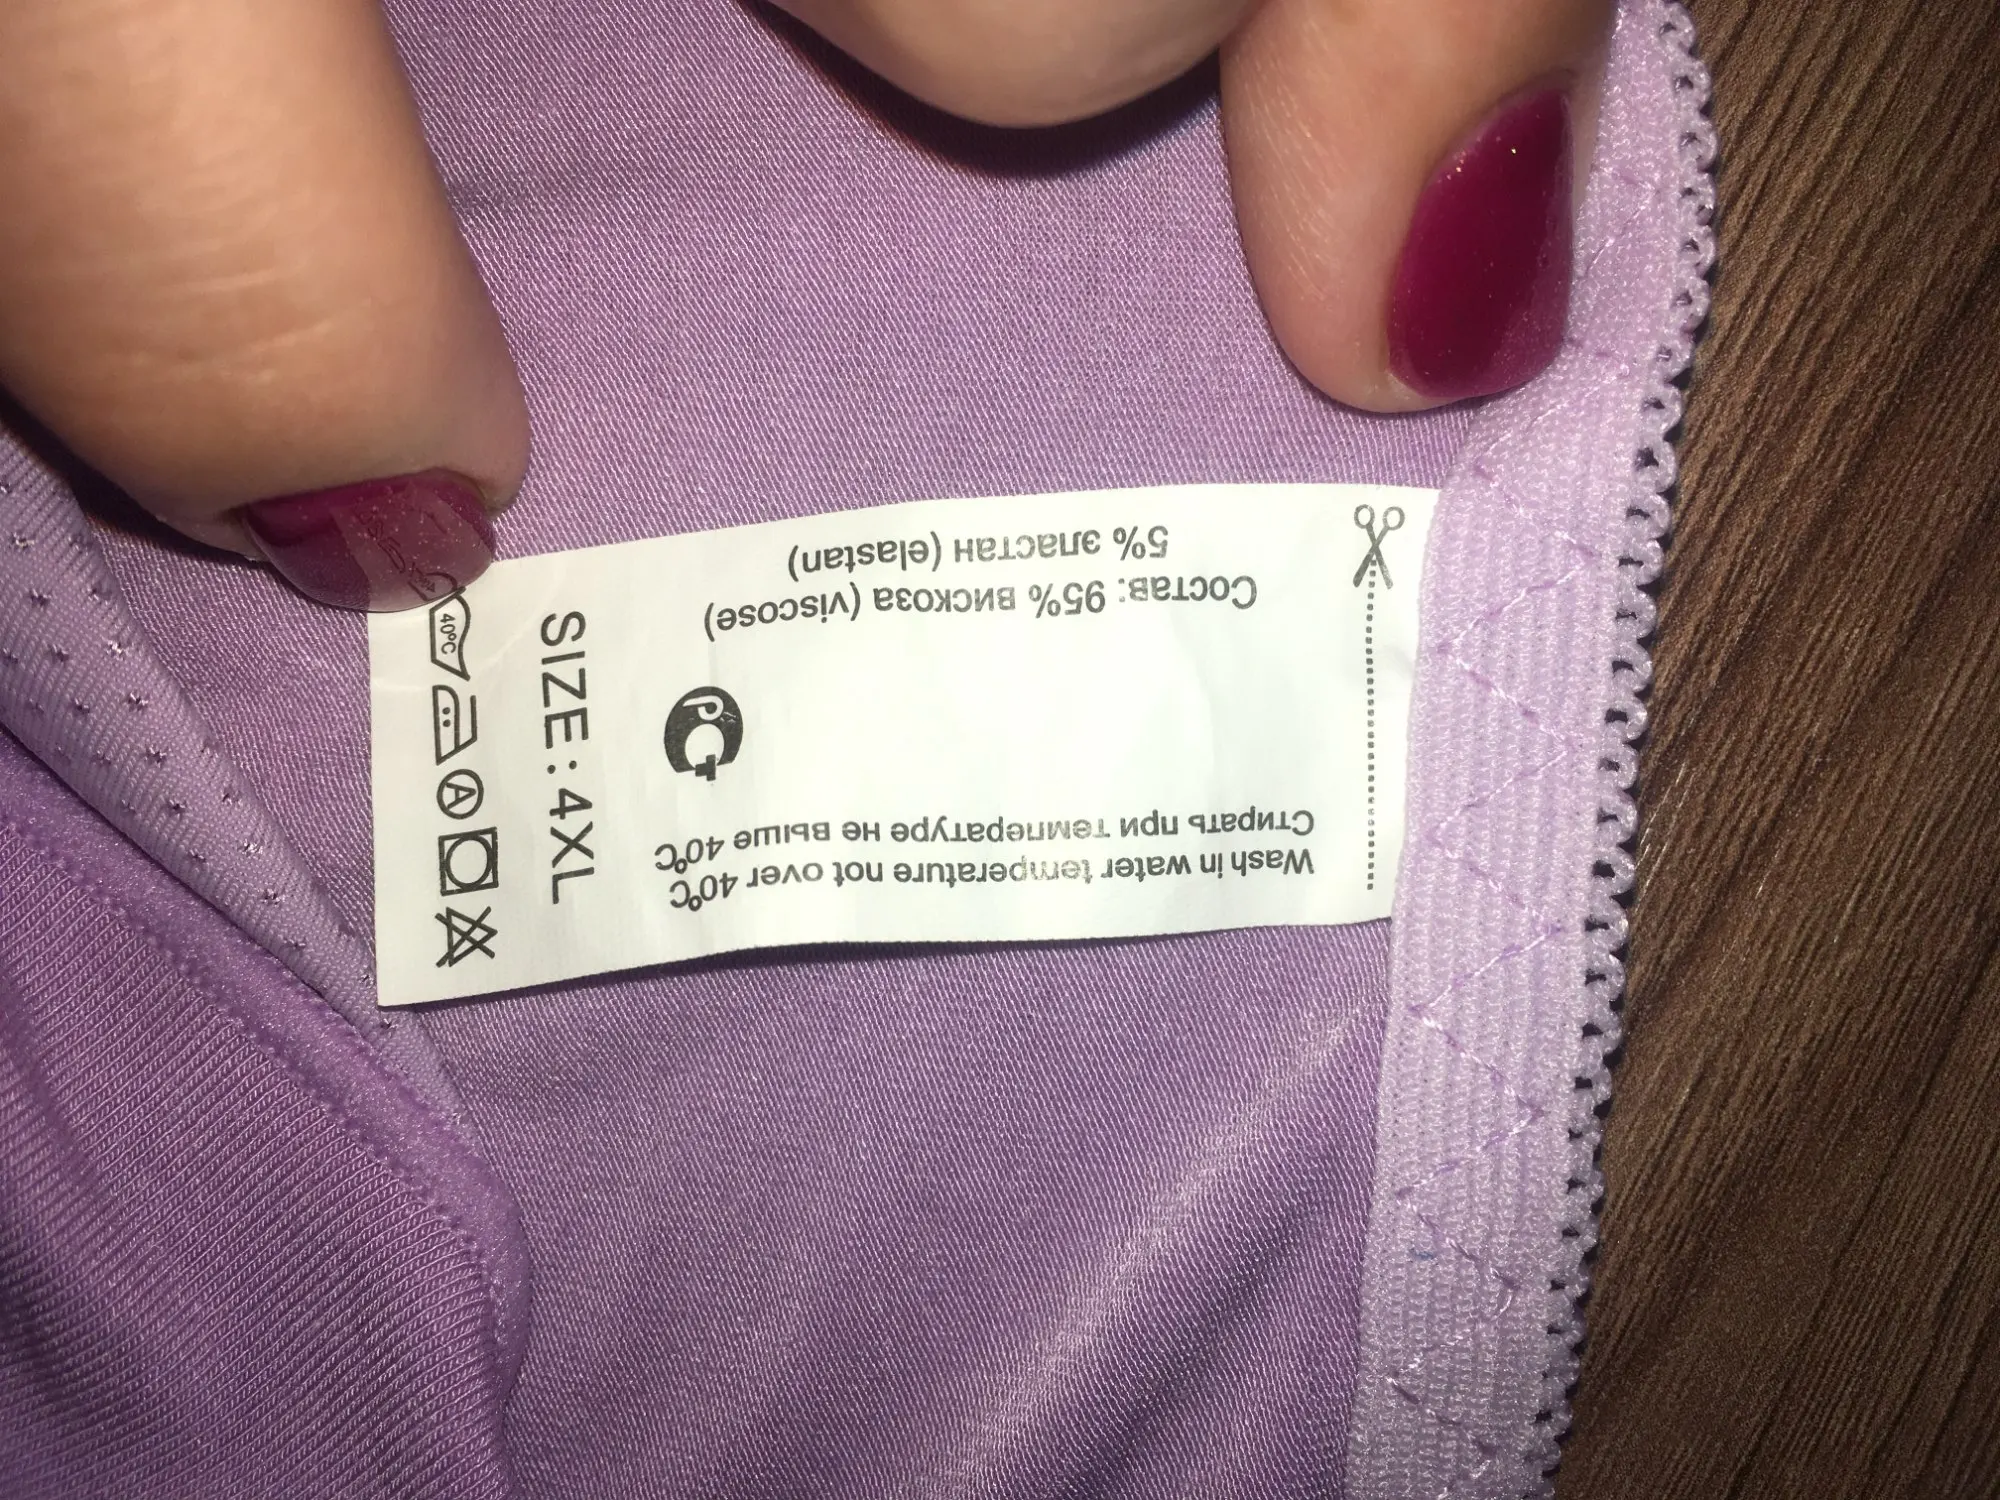 Wash in water temperature not over 40℃
Стирать при температуре не выше 40℃
РСТ
Состав: 95% вискоза (viscose)
5% эластан (elastan)
SIZE: 4XL
40℃
A